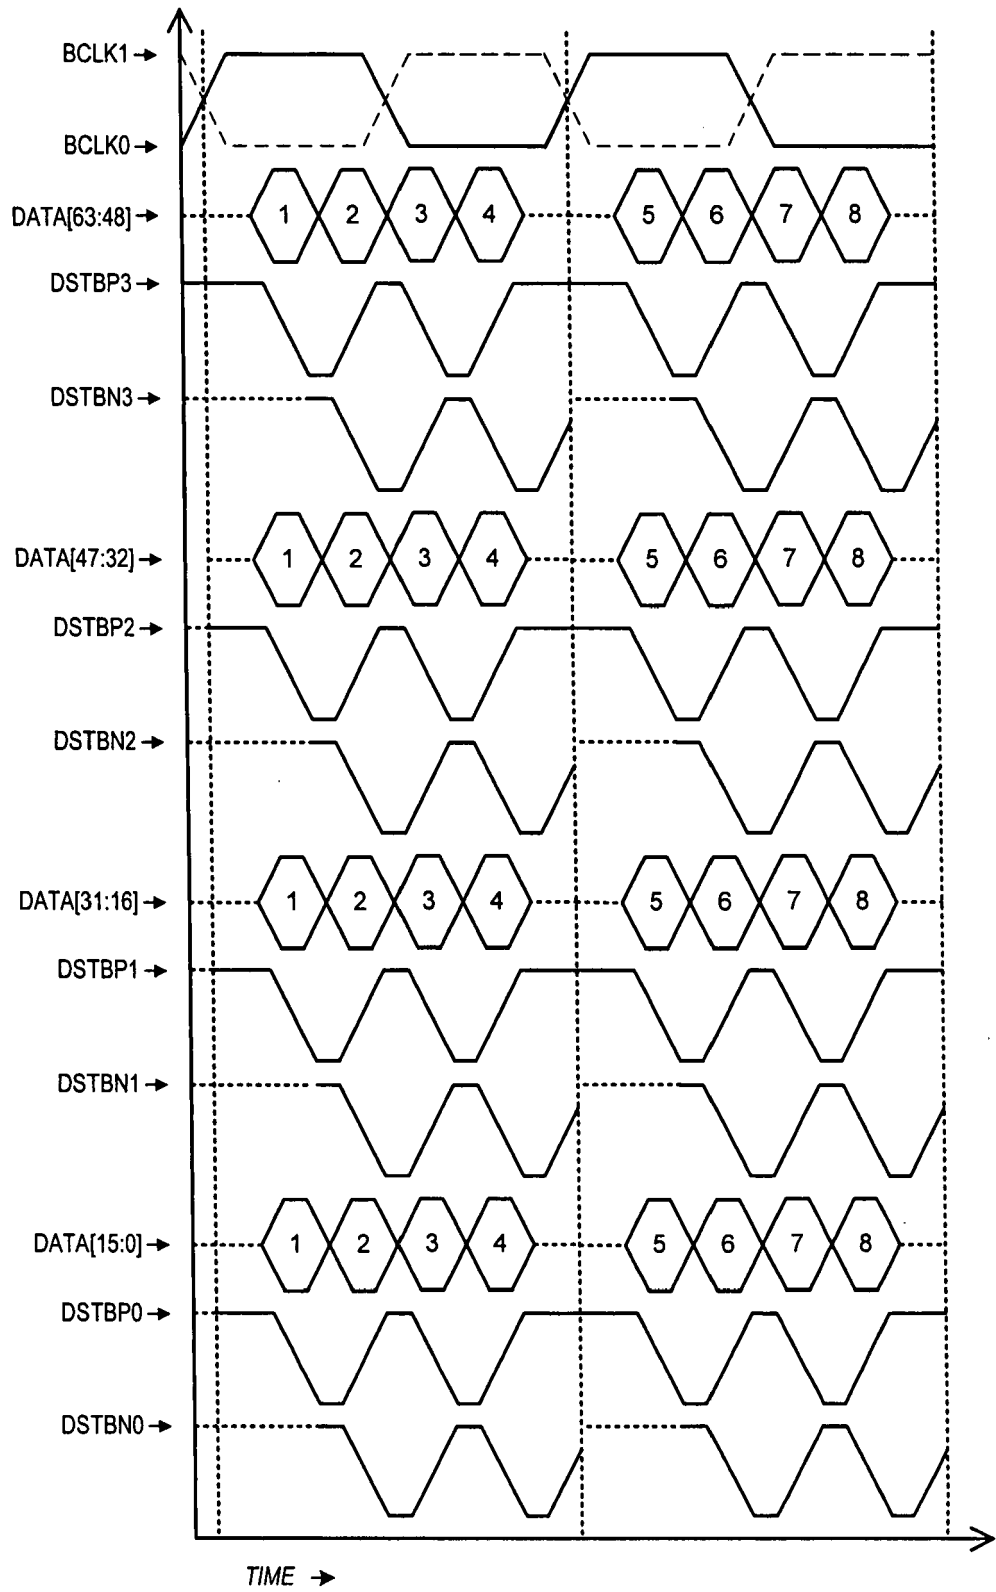 BCLK1
BCLK0
DATA[63:48] 1 2 3 4 5 6 7 8
DSTBP3
DSTBN3
DATA[47:32] 1 2 3 4 5 6 7 8
DSTBP2
DSTBN2
DATA[31:16] 1 2 3 4 5 6 7 8
DSTBP1
DSTBN1
DATA[15:0] 1 2 3 4 5 6 7 8
DSTBP0
DSTBN0
TIME